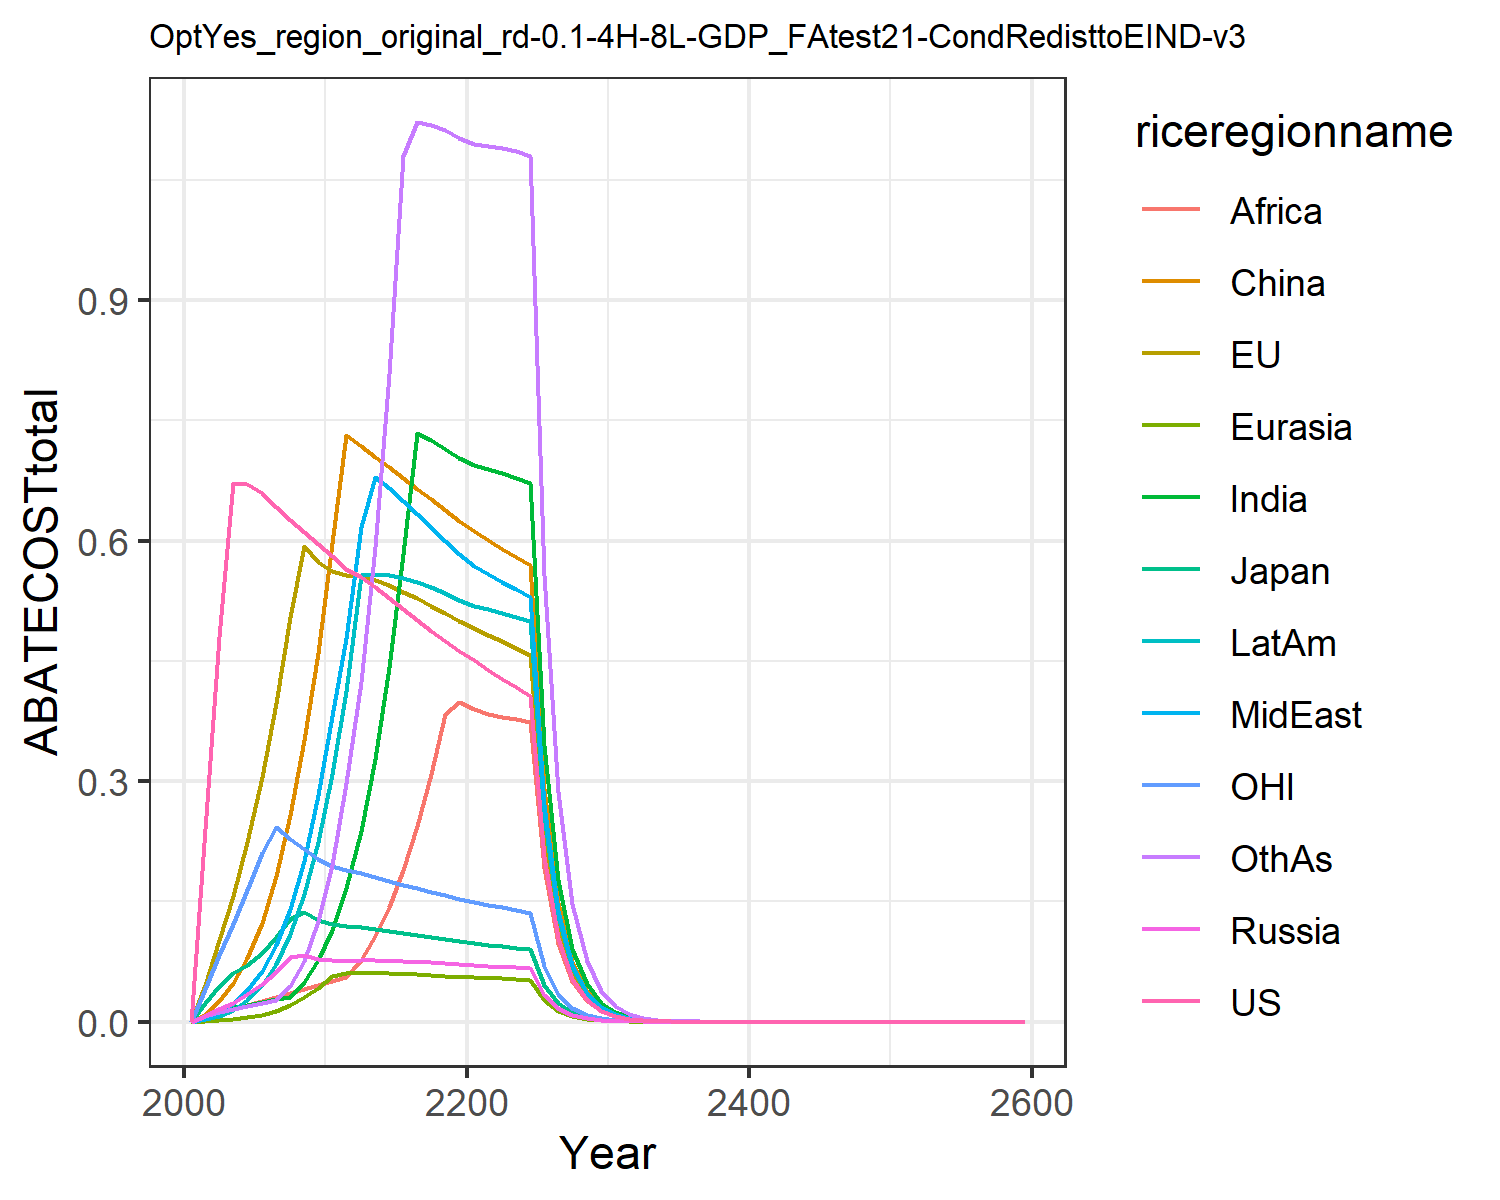 OptYes_region_original_rd-0.1-4H-8L-GDP_FAtest21-CondRedisttoEIND-v3
ABATECOSTtotal
0.9
0.6
0.3
0.0
2000 2200 2400 2600
Year
riceregionname
Africa
China
EU
Eurasia
India
Japan
LatAm
MidEast
OHI
OthAs
Russia
US